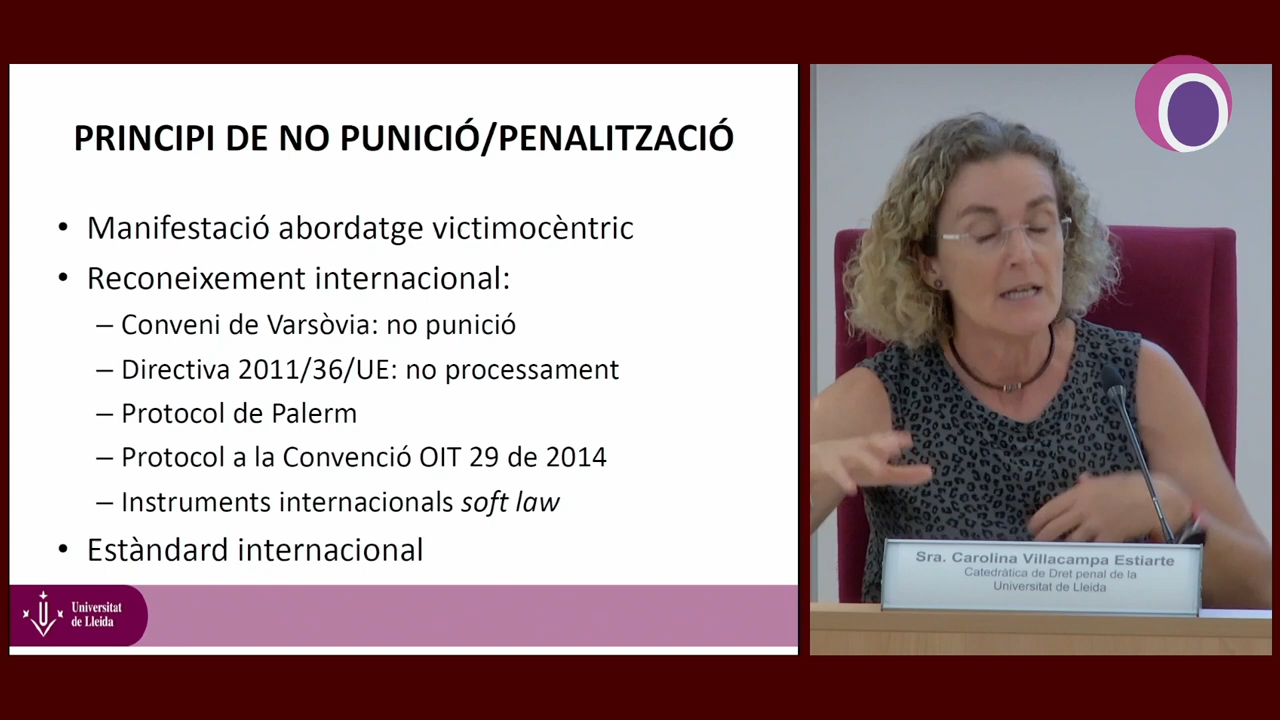 PRINCIPI DE NO PUNICIÓ/PENALITZACIÓ
• Manifestació abordatge victimocèntric
• Reconeixement internacional:
– Conveni de Varsòvia: no punició
– Directiva 2011/36/UE: no processament
– Protocol de Palerm
– Protocol a la Convenció OIT 29 de 2014
– Instruments internacionals soft law
• Estàndard internacional
Universitat
de Lleida
Sra. Carolina Villacampa Estiarte
Catedràtica de Dret penal de la
Universitat de Lleida